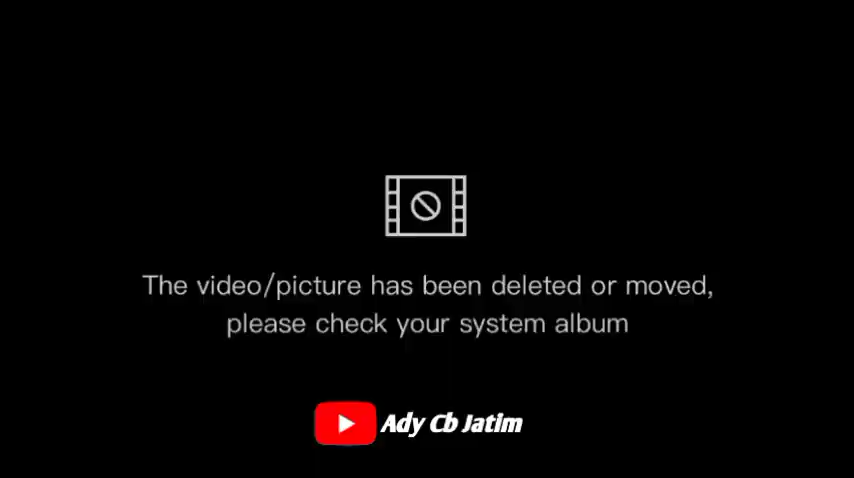 The video/picture has been deleted or moved,
please check your system album
Ady Cb Jatim